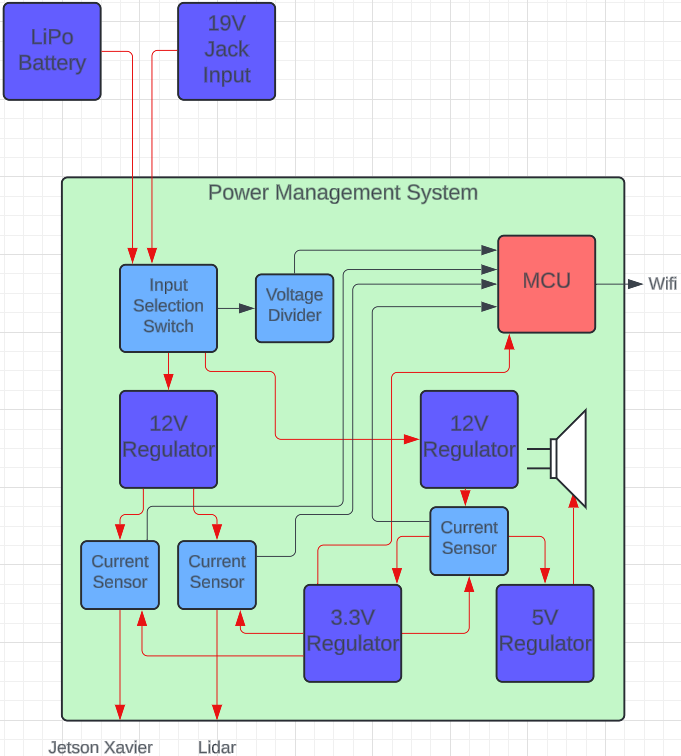 LiPo
Battery
19V
Jack
Input
Power Management System
Input
Selection
Switch
Voltage
Divider
MCU
Wifi
12V
Regulator
12V
Regulator
Current
Sensor
Current
Sensor
Current
Sensor
3.3V
Regulator
5V
Regulator
Jetson Xavier
Lidar